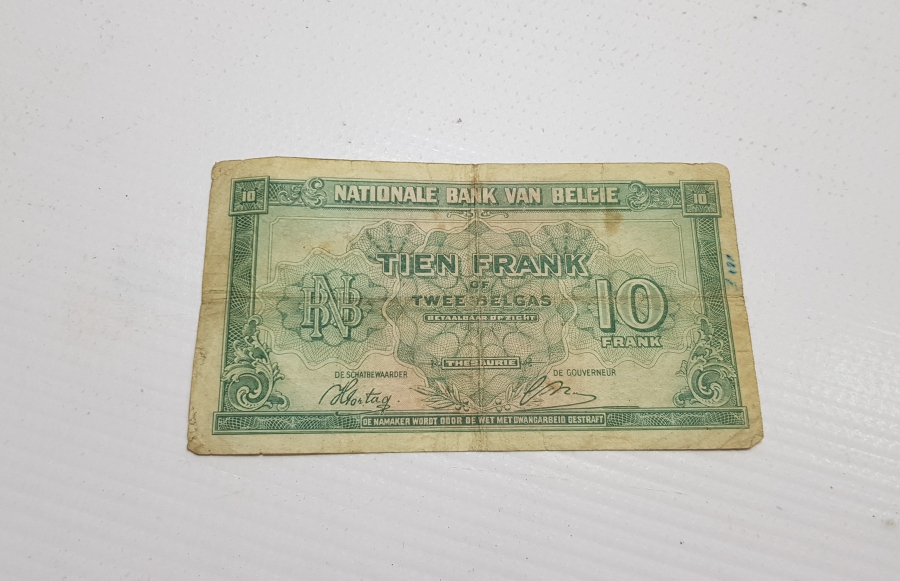 10 NATIONALE BANK VAN BELGIE 10
TIEN FRANK
OF
TWEE BELGAS
BETAALBAAR OP ZICHT
NB
10
FRANK
THESAURIE
DE SCHATBEWAARDER
DE GOUVERNEUR
DE NAMAKER WORDT DOOR DE WET MET DWANGARBEID GESTRAFT